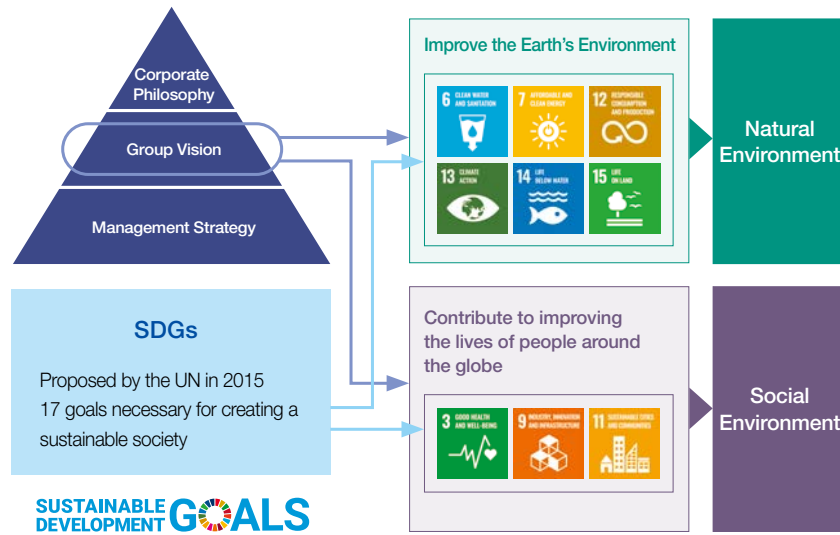 Corporate
Philosophy
Group Vision
Management Strategy
SDGs
Proposed by the UN in 2015
17 goals necessary for creating a
sustainable society
SUSTAINABLE
DEVELOPMENT GOALS
Improve the Earth's Environment
6 CLEAN WATER
AND SANITATION
7 AFFORDABLE AND
CLEAN ENERGY
12 RESPONSIBLE
CONSUMPTION
AND PRODUCTION
13 CLIMATE
ACTION
14 LIFE
BELOW WATER
15 LIFE
ON LAND
Natural
Environment
Contribute to improving
the lives of people around
the globe
3 GOOD HEALTH
AND WELL-BEING
9 INDUSTRY, INNOVATION
AND INFRASTRUCTURE
11 SUSTAINABLE CITIES
AND COMMUNITIES
Social
Environment